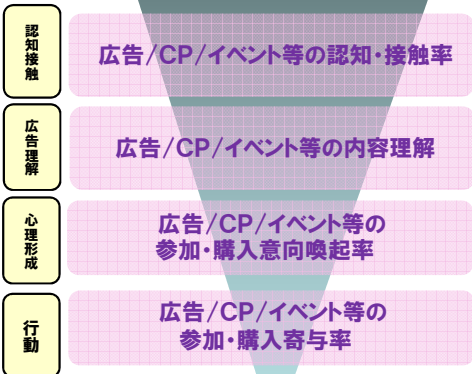 認知接触
広告/CP/イベント等の認知・接触率
広告理解
広告/CP/イベント等の内容理解
心理形成
広告/CP/イベント等の
参加・購入意向喚起率
行動
広告/CP/イベント等の
参加・購入寄与率